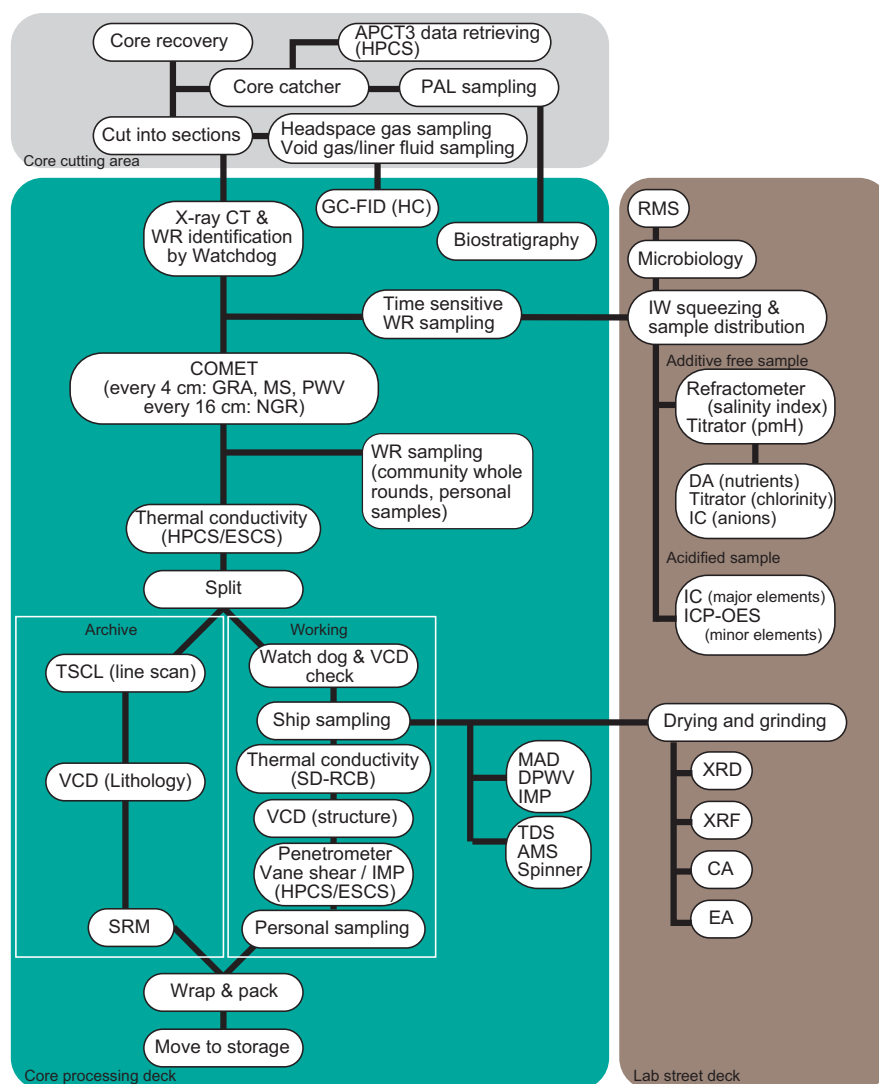 Core recovery
APCT3 data retrieving
(HPCS)
Core catcher
PAL sampling
Cut into sections
Headspace gas sampling
Void gas/liner fluid sampling
Core cutting area
X-ray CT &
WR identification
by Watchdog
GC-FID (HC)
Biostratigraphy
RMS
Microbiology
Time sensitive
WR sampling
IW squeezing &
sample distribution
COMET
(every 4 cm: GRA, MS, PWV
every 16 cm: NGR)
Additive free sample
Refractometer
(salinity index)
Titrator (pmH)
WR sampling
(community whole
rounds, personal
samples)
DA (nutrients)
Titrator (chlorinity)
IC (anions)
Thermal conductivity
(HPCS/ESCS)
Acidified sample
Split
IC (major elements)
ICP-OES
(minor elements)
Archive
Working
TSCL (line scan)
Watch dog & VCD
check
Ship sampling
Drying and grinding
Thermal conductivity
(SD-RCB)
MAD
DPWV
IMP
XRD
VCD (Lithology)
VCD (structure)
XRF
TDS
AMS
Spinner
Penetrometer
Vane shear / IMP
(HPCS/ESCS)
CA
SRM
Personal sampling
EA
Wrap & pack
Move to storage
Core processing deck
Lab street deck